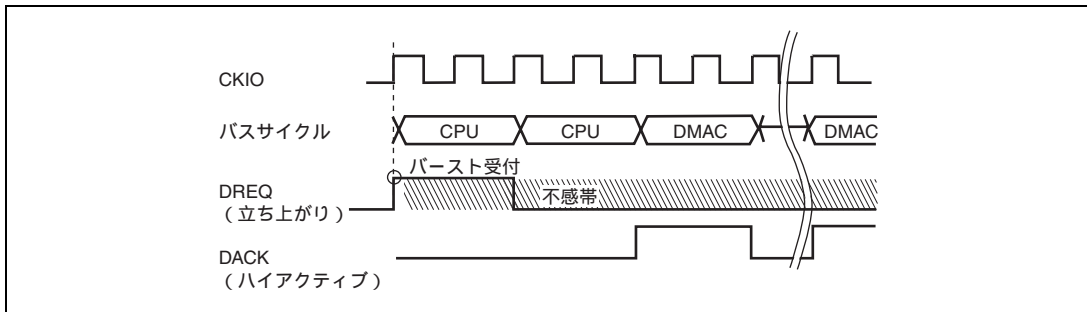 CKIO
バスサイクル CPU CPU DMAC DMAC
バースト受付
DREQ 不感帯
（立ち上がり）
DACK
（ハイアクティブ）